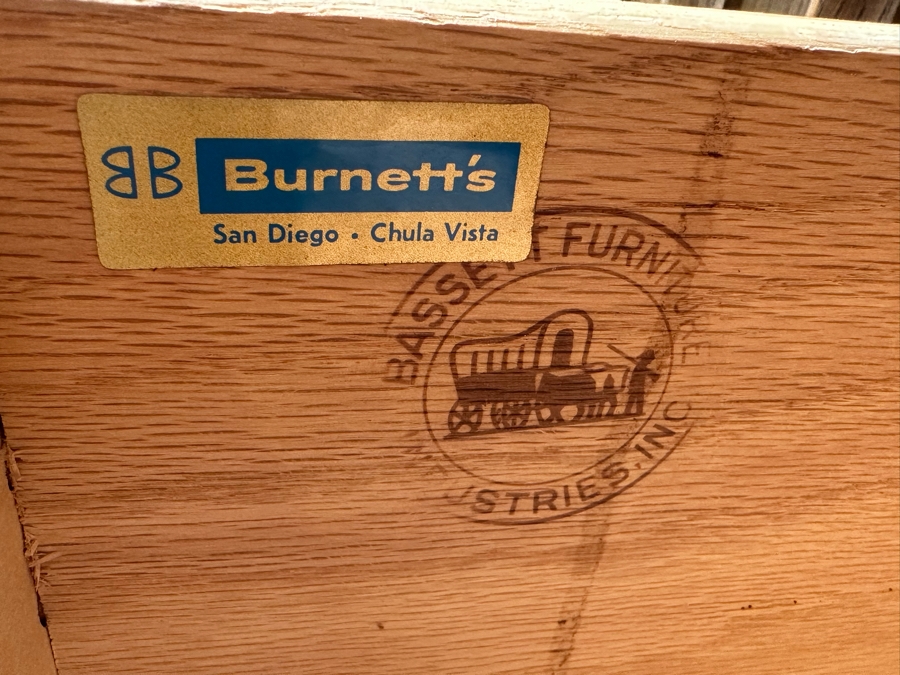 BB
Burnett's
San Diego • Chula Vista
BASSETT FURNITURE
INDUSTRIES, INC